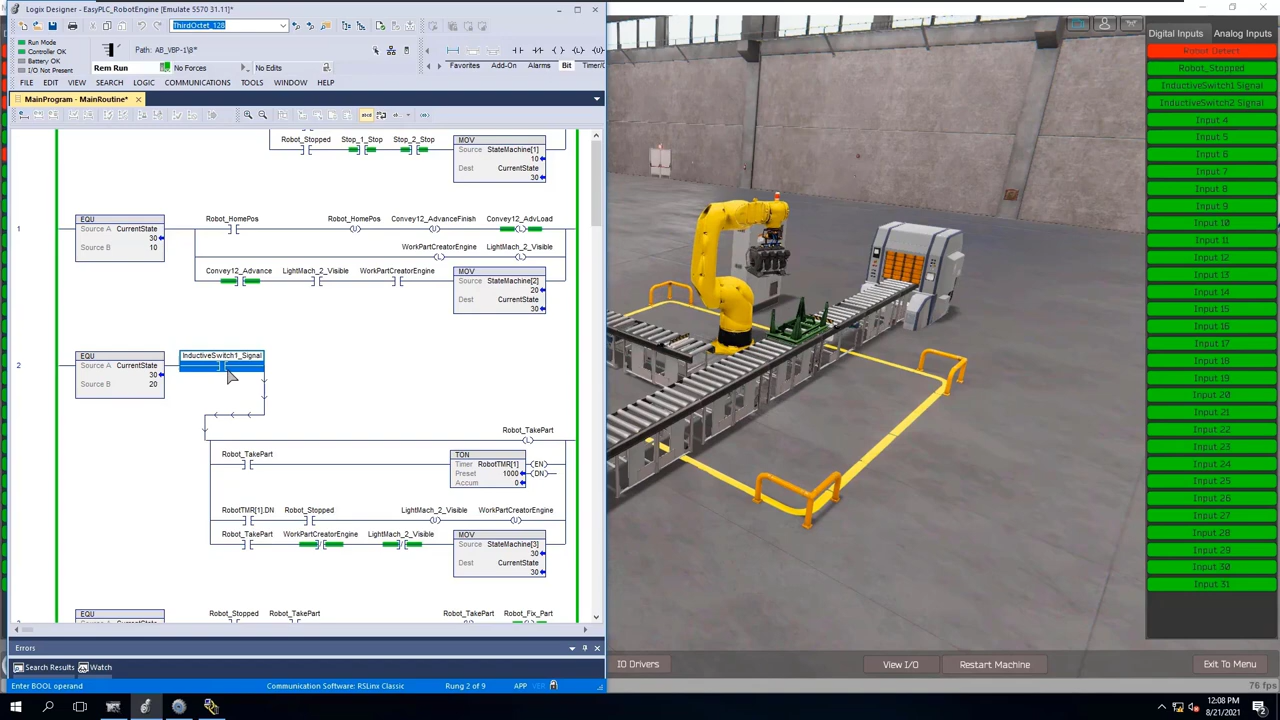 Logix Designer - EasyPLC_RobotEngine [Emulate 5570 31.11]*
ThirdOctet_128
Run Mode
Controller OK
Battery OK
I/O Not Present
Path: AB_VBP-1\8*
Rem Run
No Forces
No Edits
Favorites
Add-On
Alarms
Bit
FILE
EDIT
VIEW
SEARCH
LOGIC
COMMUNICATIONS
TOOLS
WINDOW
HELP
MainProgram - MainRoutine*
Robot_Stopped
Stop_1_Stop
Stop_2_Stop
MOV
Source
StateMachine[1]
10
Dest
CurrentState
30
1
EQU
Source A
CurrentState
30
Source B
10
Robot_HomePos
Robot_HomePos
Convey12_AdvanceFinish
Convey12_AdvLoad
U
U
L
WorkPartCreatorEngine
LightMach_2_Visible
L
L
Convey12_Advance
LightMach_2_Visible
WorkPartCreatorEngine
MOV
Source
StateMachine[2]
20
Dest
CurrentState
30
2
EQU
Source A
CurrentState
30
Source B
20
InductiveSwitch1_Signal
Robot_TakePart
L
Robot_TakePart
TON
Timer
RobotTMR[1]
EN
Preset
1000
DN
Accum
0
RobotTMR[1].DN
Robot_Stopped
LightMach_2_Visible
WorkPartCreatorEngine
U
U
Robot_TakePart
WorkPartCreatorEngine
LightMach_2_Visible
MOV
Source
StateMachine[3]
30
Dest
CurrentState
30
EQU
Robot_Stopped
Robot_TakePart
Robot_TakePart
Robot_Fix_Part
Errors
Search Results
Watch
Enter BOOL operand
Communication Software: RSLinx Classic
Rung 2 of 9
APP
VER
Digital Inputs
Analog Inputs
Robot Detect
Robot_Stopped
InductiveSwitch1 Signal
InductiveSwitch2 Signal
Input 4
Input 5
Input 6
Input 7
Input 8
Input 9
Input 10
Input 11
Input 12
Input 13
Input 14
Input 15
Input 16
Input 17
Input 18
Input 19
Input 20
Input 21
Input 22
Input 23
Input 24
Input 25
Input 26
Input 27
Input 28
Input 29
Input 30
Input 31
IO Drivers
View I/O
Restart Machine
Exit To Menu
76 fps
12:08 PM
8/21/2021
2